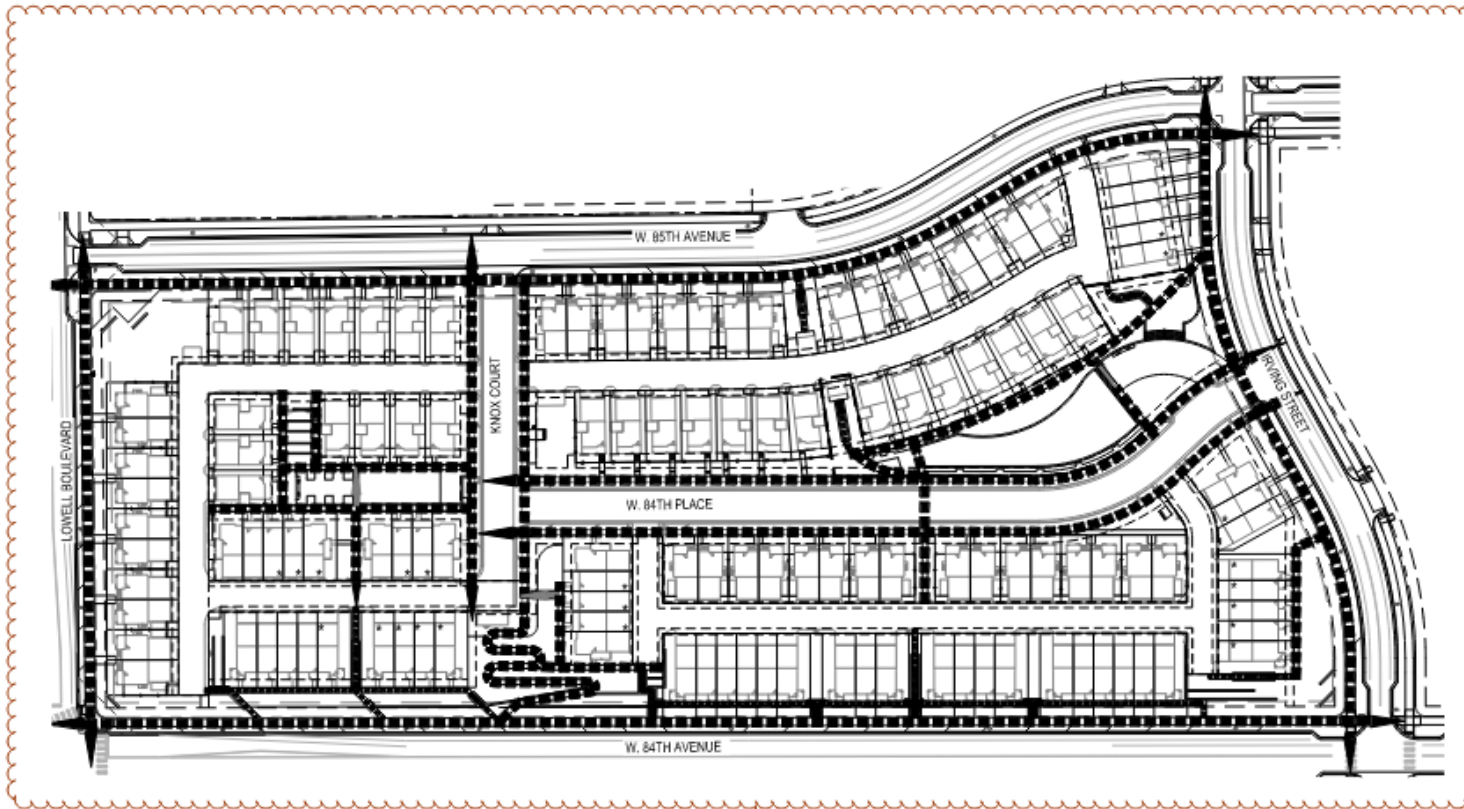 W. 85TH AVENUE
KNOX COURT
IRVING STREET
LOWELL BOULEVARD
W. 84TH PLACE
W. 84TH AVENUE